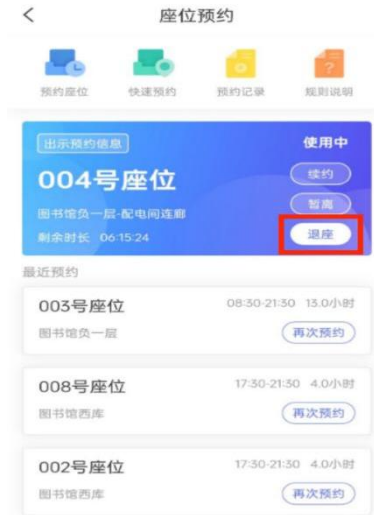 座位预约
预约座位 快速预约 预约记录 规则说明
出示预约信息 使用中
004号座位 续约
图书馆负一层-配电间连廊 暂离
剩余时长 06:15:24 退座
最近预约
003号座位 08:30-21:30 13.0小时
图书馆负一层 再次预约
008号座位 17:30-21:30 4.0小时
图书馆西库 再次预约
002号座位 17:30-21:30 4.0小时
图书馆西库 再次预约